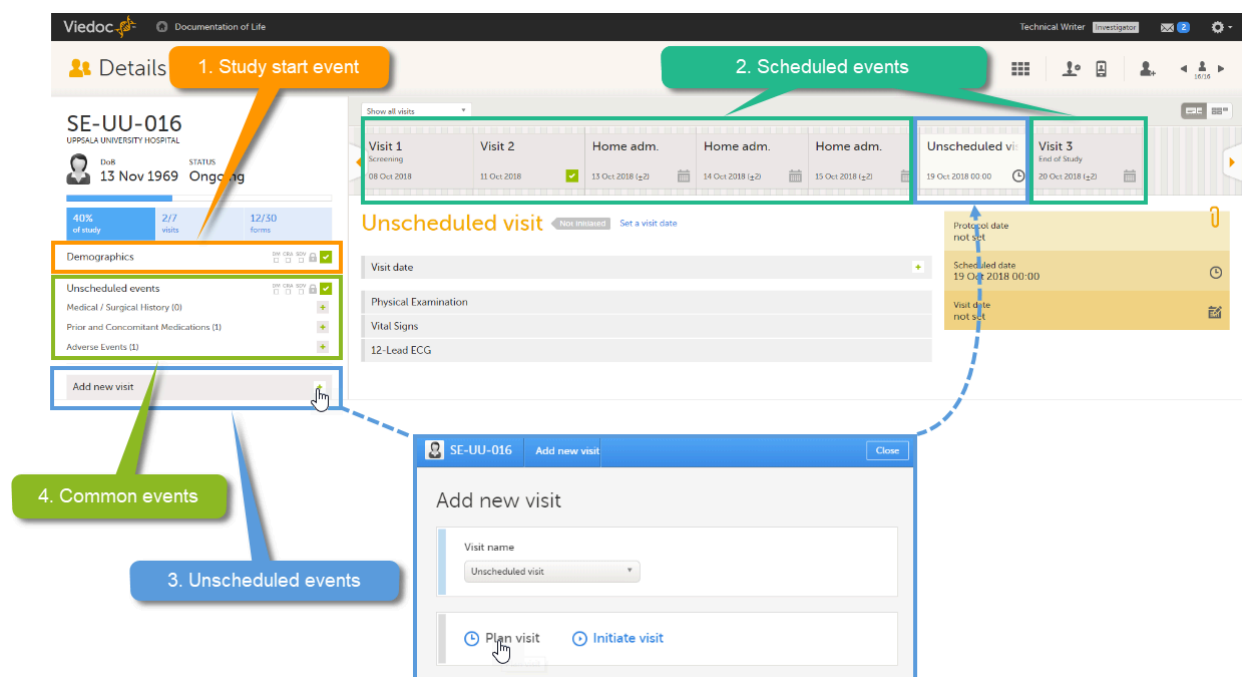 Viedoc
Documentation of Life
Technical Writer Investigator 2
Details
1. Study start event
2. Scheduled events
16/16
SE-UU-016
UPPSALA UNIVERSITY HOSPITAL
DoB STATUS
13 Nov 1969 Ongoing
40% 2/7 12/30
of study visits forms
Demographics
DM CRA SDV
Unscheduled events
DM CRA SDV
Medical / Surgical History (0)
Prior and Concomitant Medications (1)
Adverse Events (1)
Add new visit
Show all visits
Visit 1 Visit 2 Home adm. Home adm. Home adm. Unscheduled vi Visit 3
Screening End of Study
08 Oct 2018 11 Oct 2018 13 Oct 2018 (±2) 14 Oct 2018 (±2) 15 Oct 2018 (±2) 19 Oct 2018 00:00 20 Oct 2018 (±2)
Unscheduled visit Not initiated Set a visit date
Visit date
Physical Examination
Vital Signs
12-Lead ECG
Protocol date
not set
Scheduled date
19 Oct 2018 00:00
Visit date
not set
4. Common events
3. Unscheduled events
SE-UU-016 Add new visit Close
Add new visit
Visit name
Unscheduled visit
Plan visit Initiate visit